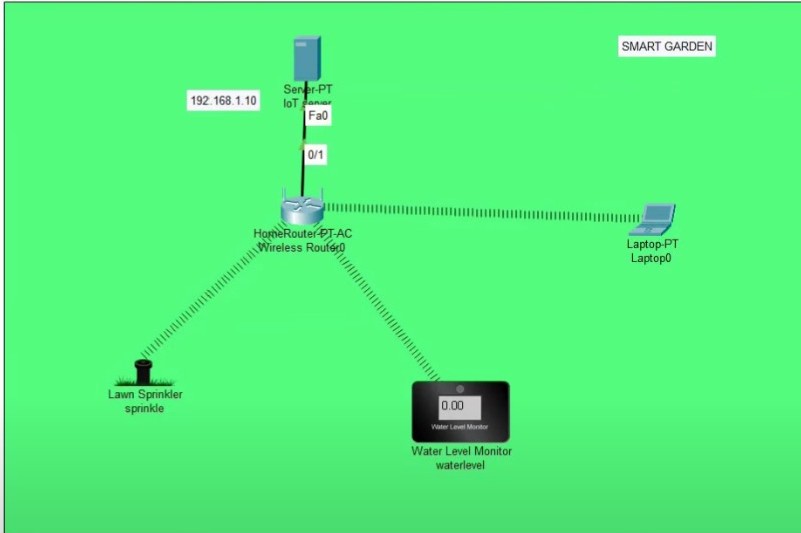 SMART GARDEN
Server-PT
IoT server
192.168.1.10
Fa0
0/1
HomeRouter-PT-AC
Wireless Router0
Laptop-PT
Laptop0
Lawn Sprinkler
sprinkle
0.00
Water Level Monitor
Water Level Monitor
waterlevel